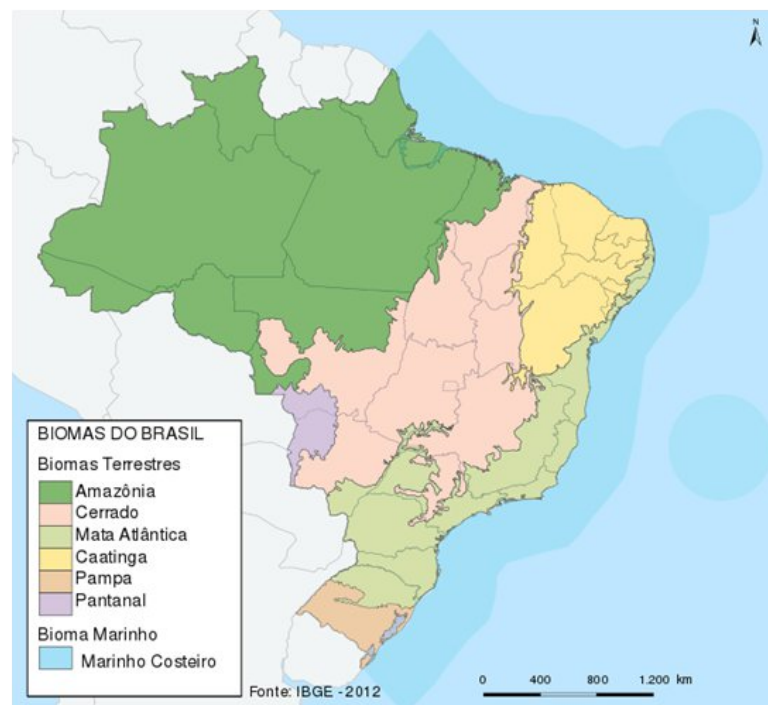 N
BIOMAS DO BRASIL
Biomas Terrestres
Amazônia
Cerrado
Mata Atlântica
Caatinga
Pampa
Pantanal
Bioma Marinho
Marinho Costeiro
Fonte: IBGE - 2012
0 400 800 1.200 km